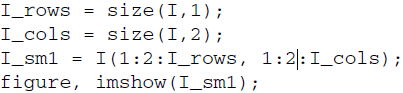 I_rows = size(I,1);
I_cols = size(I,2);
I_sm1 = I(1:2:I_rows, 1:2:I_cols);
figure, imshow(I_sm1);